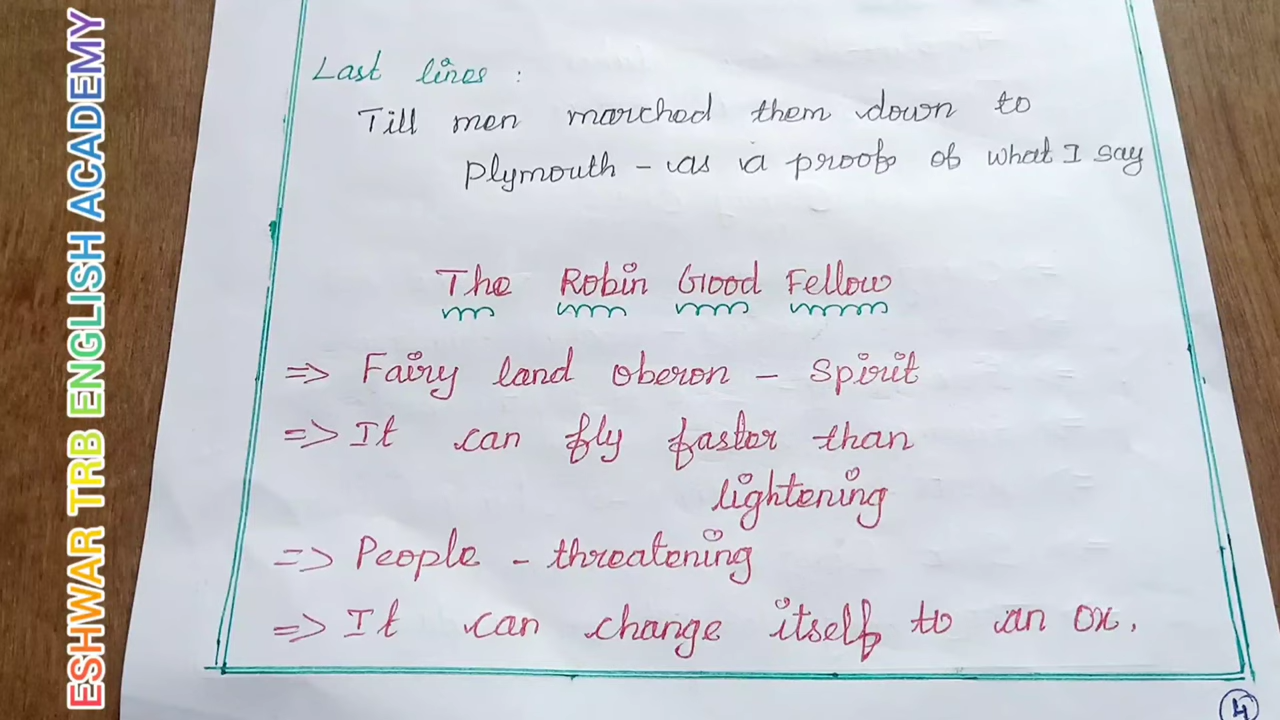 ESHWAR TRB ENGLISH ACADEMY
Last lines :
Till men marched them down to
Plymouth - as a proof of what I say
The Robin Good Fellow
⇒ Fairy land oberon - Spirit
⇒ It can fly faster than
lightening
⇒ People - threatening
⇒ It can change itself to an ox.
4